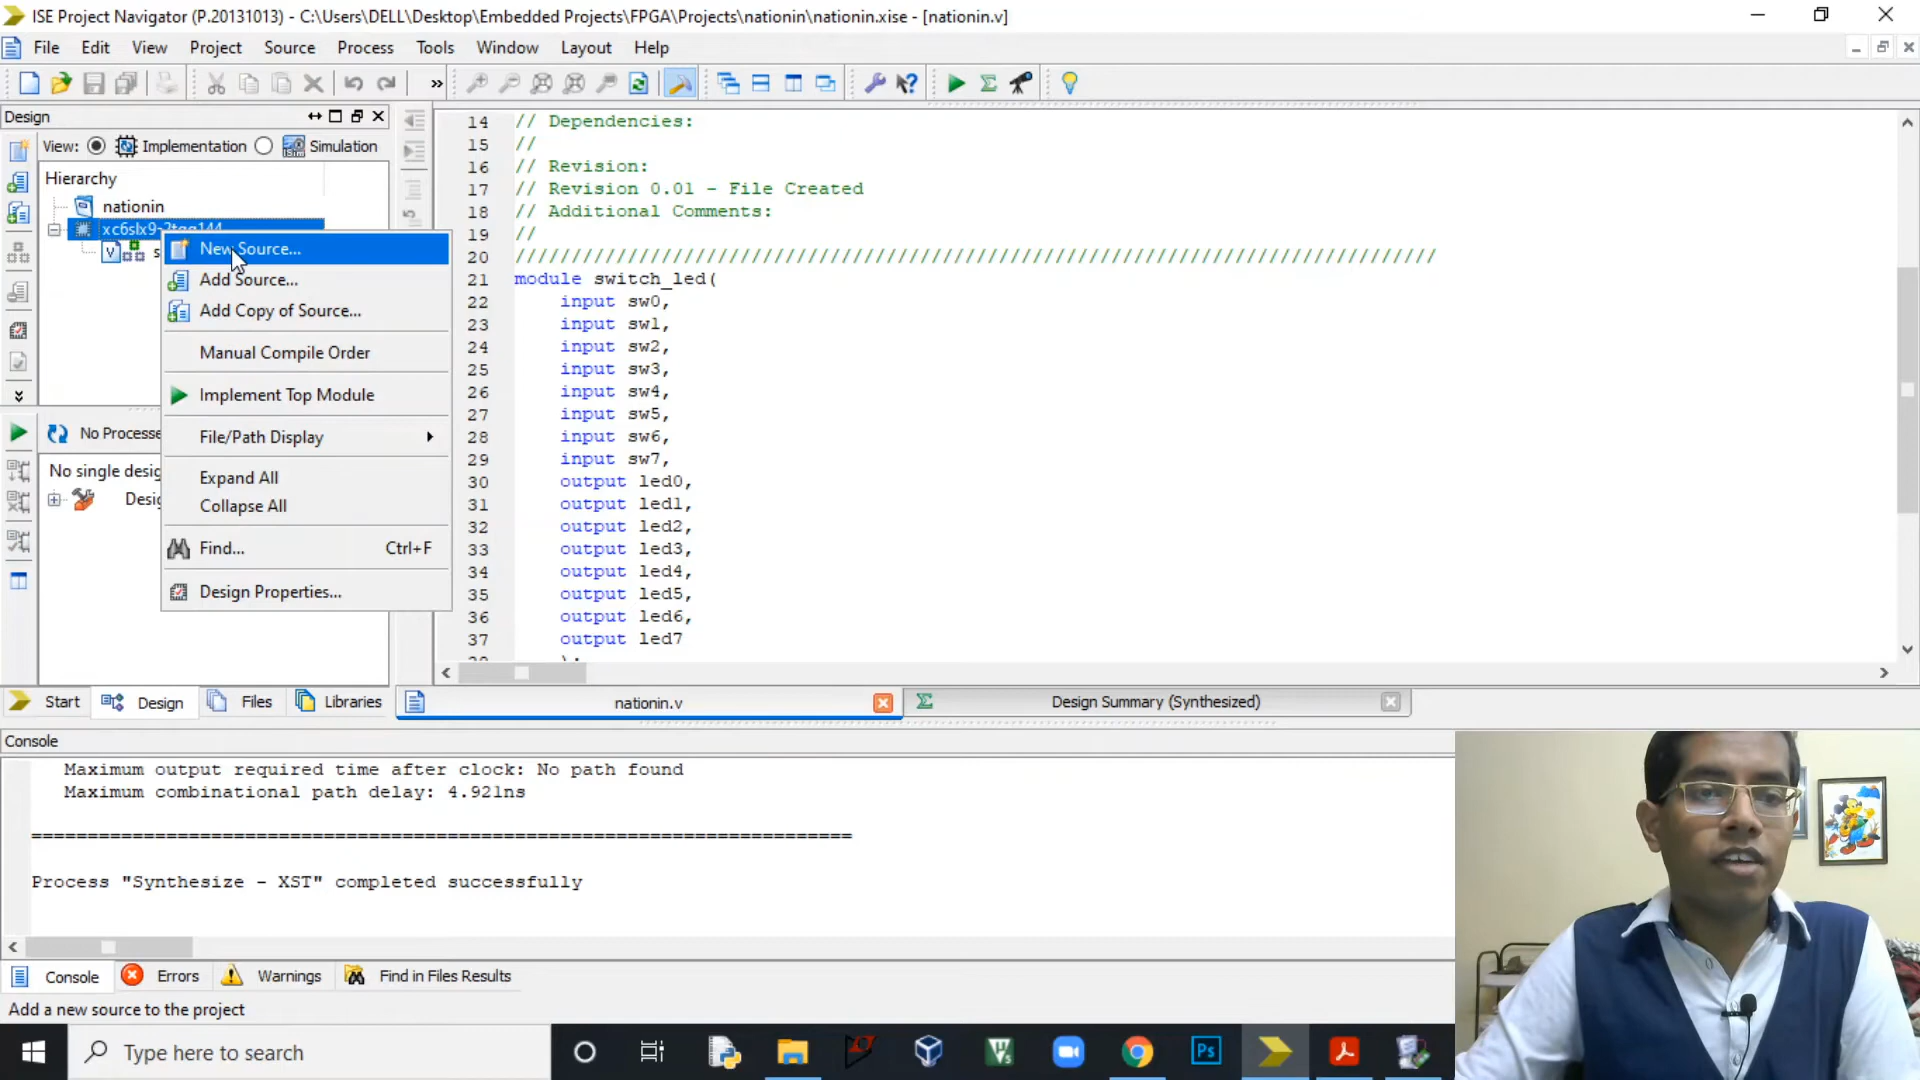 ISE Project Navigator (P.20131013) - C:\Users\DELL\Desktop\Embedded Projects\FPGA\Projects\nationin\nationin.xise - [nationin.v]
File Edit View Project Source Process Tools Window Layout Help
»
Design
View: Implementation Simulation
Hierarchy
nationin
New Source...
Add Source...
Add Copy of Source...
Manual Compile Order
Implement Top Module
File/Path Display
Expand All
Collapse All
Find... Ctrl+F
Design Properties...
No Processe
No single desig
Desig
14 // Dependencies:
15 //
16 // Revision:
17 // Revision 0.01 - File Created
18 // Additional Comments:
19 //
20 //////////////////////////////////////////////////////////////////////////////////
21 module switch_led(
22 input sw0,
23 input sw1,
24 input sw2,
25 input sw3,
26 input sw4,
27 input sw5,
28 input sw6,
29 input sw7,
30 output led0,
31 output led1,
32 output led2,
33 output led3,
34 output led4,
35 output led5,
36 output led6,
37 output led7
Start Design Files Libraries
nationin.v
Design Summary (Synthesized)
Console
Maximum output required time after clock: No path found
Maximum combinational path delay: 4.921ns
=========================================================================
Process "Synthesize - XST" completed successfully
Console Errors Warnings Find in Files Results
Add a new source to the project
Type here to search
Ps